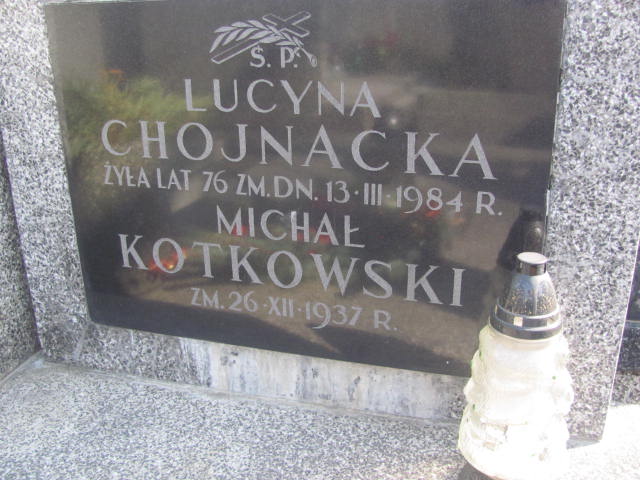 Ś. P.
LUCYNA
CHOJNACKA
ŻYŁA LAT 76 ZM. DN. 13·III·1984 R.
MICHAŁ
KOTKOWSKI
ZM. 26·XII·1937 R.